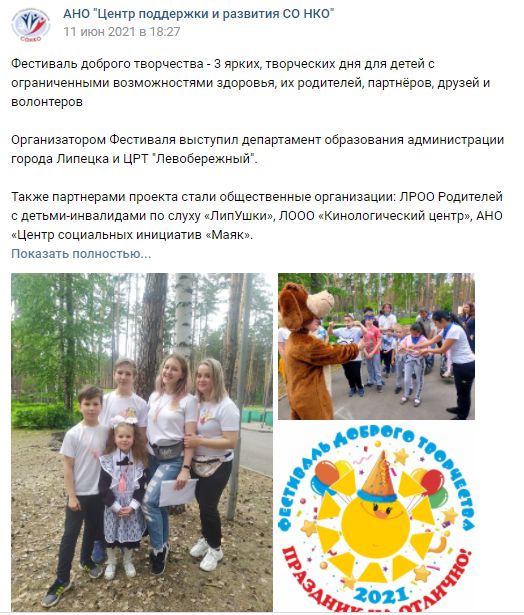 АНО "Центр поддержки и развития СО НКО"
11 июн 2021 в 18:27
Фестиваль доброго творчества - 3 ярких, творческих дня для детей с
ограниченными возможностями здоровья, их родителей, партнёров, друзей и
волонтеров
Организатором Фестиваля выступил департамент образования администрации
города Липецка и ЦРТ "Левобережный".
Также партнерами проекта стали общественные организации: ЛРОО Родителей
с детьми-инвалидами по слуху «ЛипУшки», ЛООО «Кинологический центр», АНО
«Центр социальных инициатив «Маяк».
Показать полностью...
ФЕСТИВАЛЬ ДОБРОГО ТВОРЧЕСТВА
2021
ПРАЗДНИК НА ОТЛИЧНО!